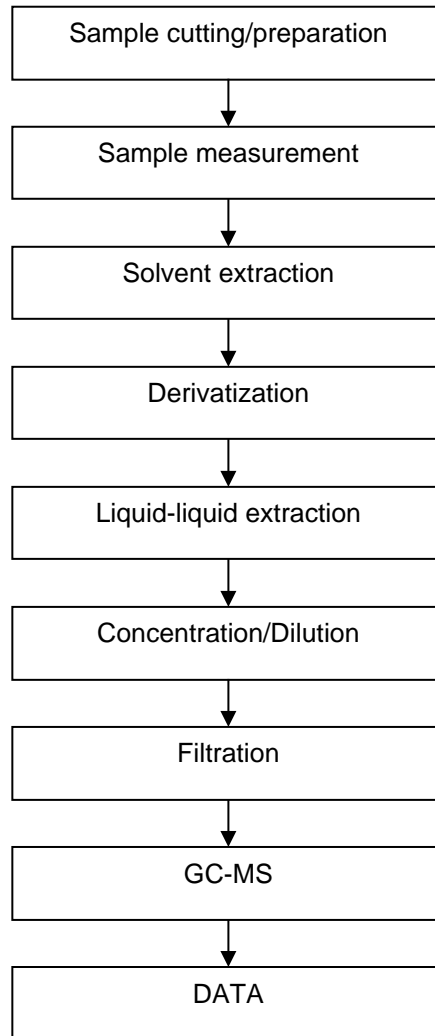 Sample cutting/preparation
Sample measurement
Solvent extraction
Derivatization
Liquid-liquid extraction
Concentration/Dilution
Filtration
GC-MS
DATA